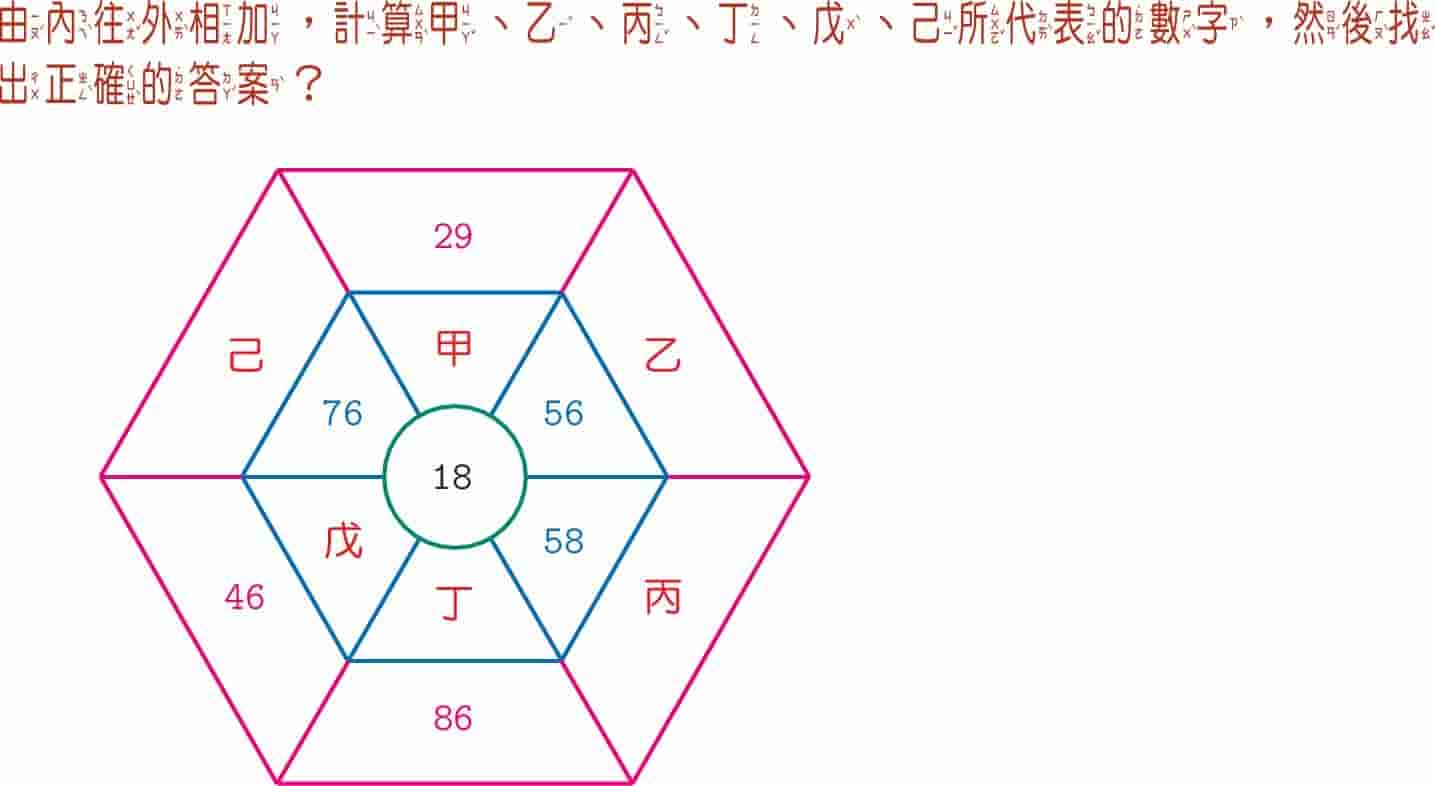 由內往外相加，計算甲、乙、丙、丁、戊、己所代表的數字，然後找
出正確的答案？
29
己
甲
乙
76
56
18
戊
58
46
丁
丙
86